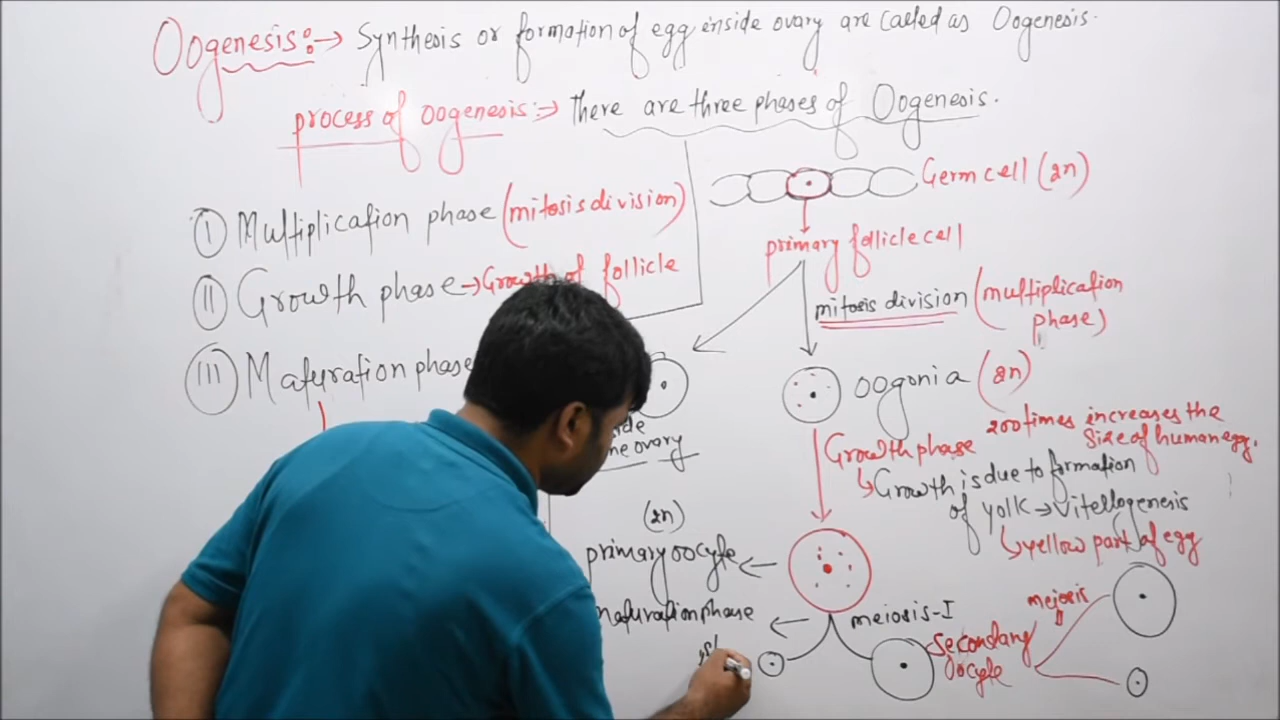 Oogenesis:→ Synthesis or formation of egg inside ovary are called as Oogenesis.
process of oogenesis:→ There are three phases of Oogenesis.
I Multiplication phase (mitosis division)
II Growth phase → Growth of follicle
III Maturation phase
Germ cell (2n)
primary follicle cell
mitosis division (multiplication
phase)
oogonia (2n)
ovary
Growth phase
200 times increases the
size of human egg.
↳ Growth is due to formation
of yolk → vitellogenesis
↳ yellow part of egg
(2n)
primary oocyte
maturation phase
meiosis-I
Secondary
oocyte
meiosis
II